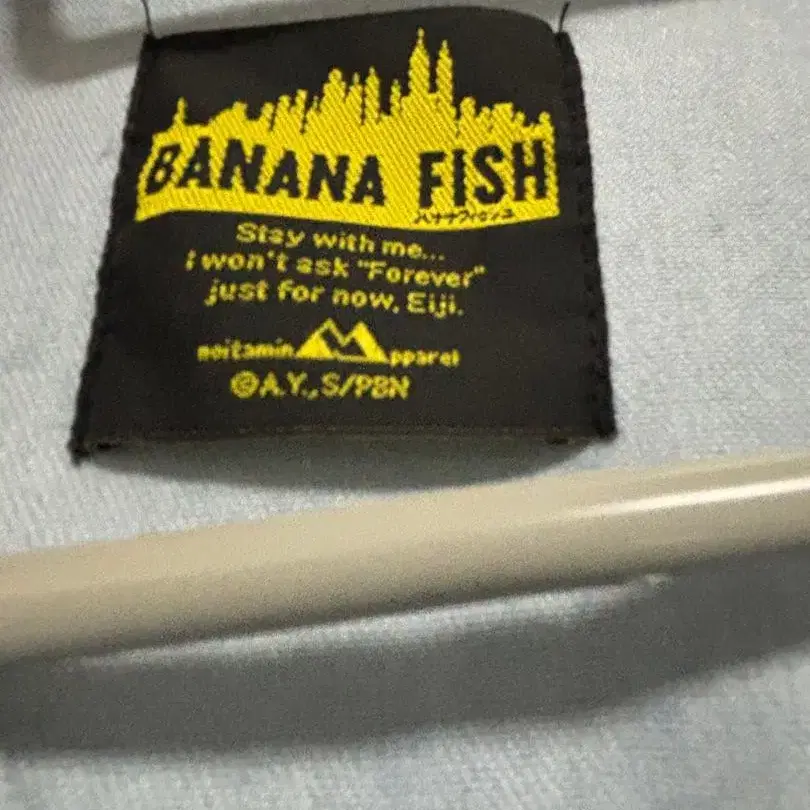 BANANA FISH
バナナフィッシュ
Stay with me...
i won't ask "Forever"
just for now, Eiji.
noitamin
pparel
©A.Y.,S/PBN